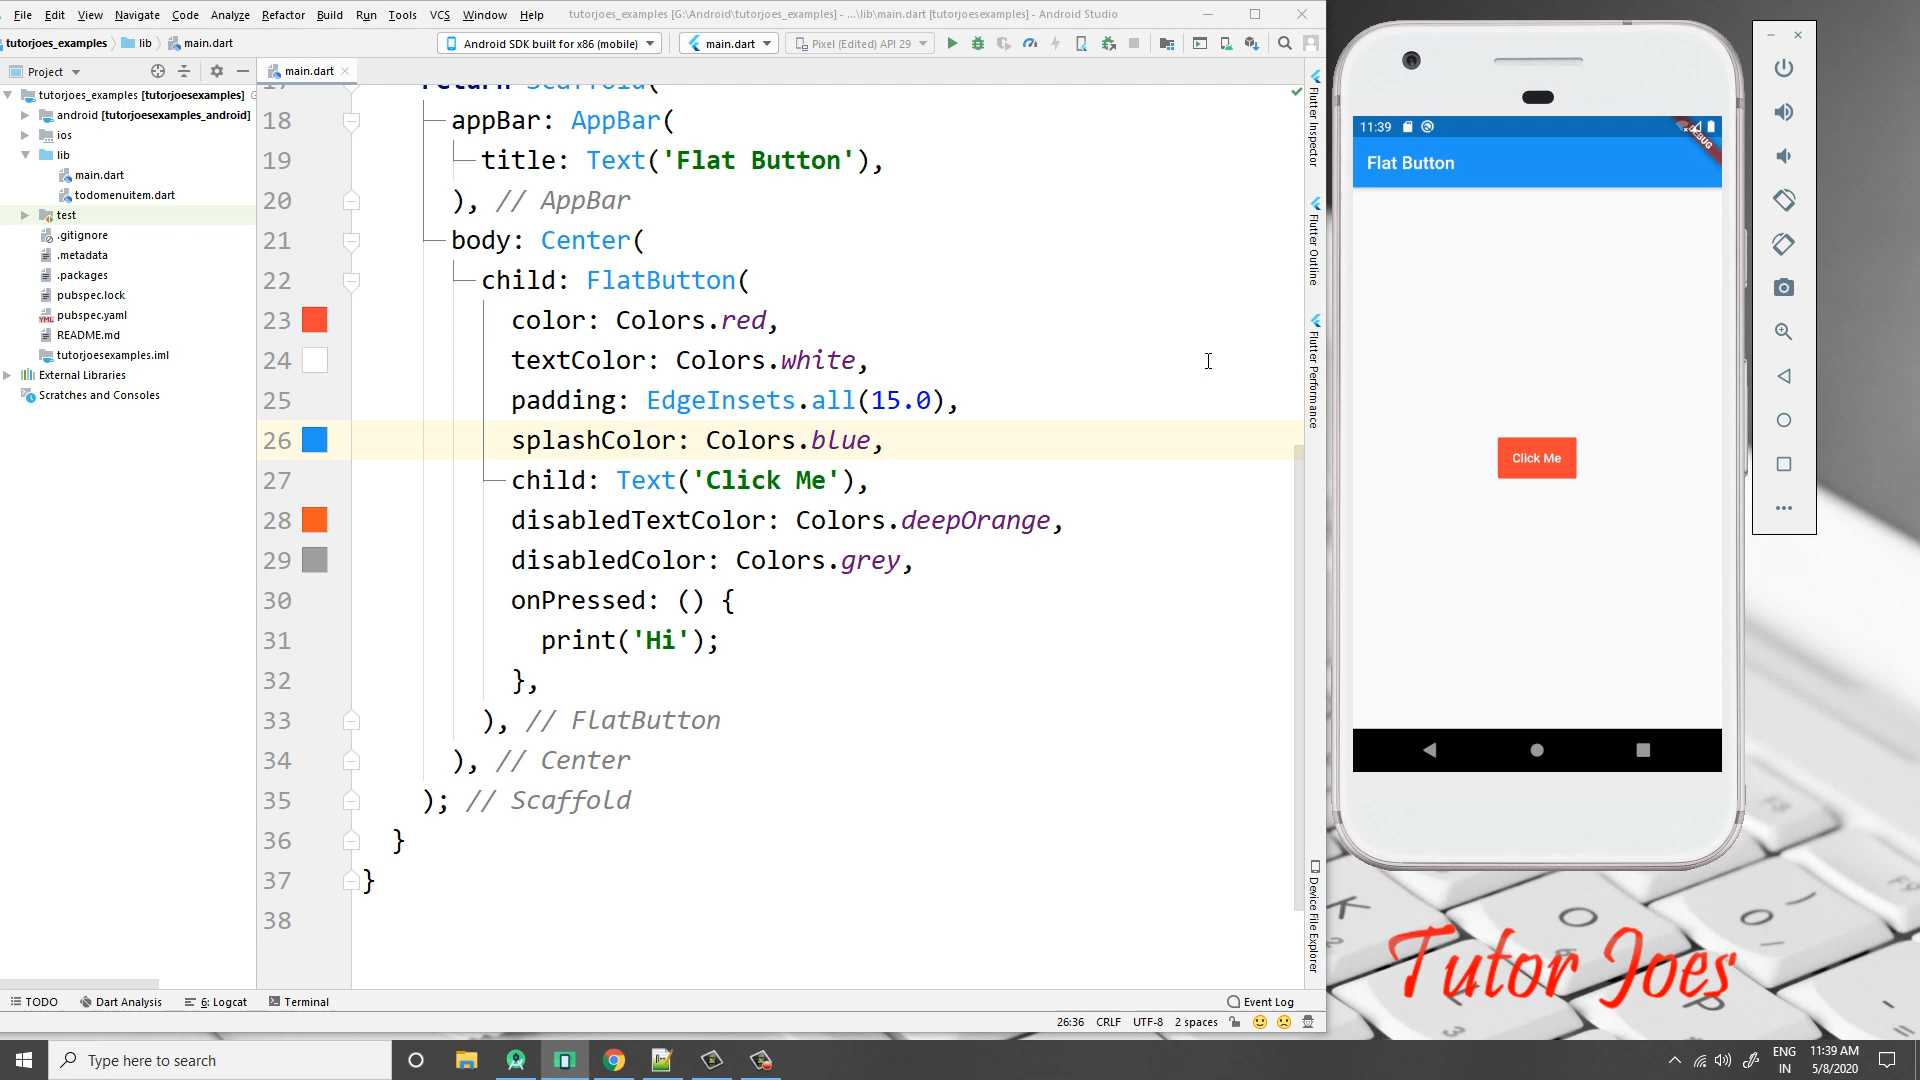 File Edit View Navigate Code Analyze Refactor Build Run Tools VCS Window Help tutorjoes_examples [G:\Android\tutorjoes_examples] - ...\lib\main.dart [tutorjoesexamples] - Android Studio
tutorjoes_examples lib main.dart Android SDK built for x86 (mobile) main.dart Pixel (Edited) API 29
Project
main.dart
tutorjoes_examples [tutorjoesexamples]
android [tutorjoesexamples_android]
ios
lib
main.dart
todomenuitem.dart
test
.gitignore
.metadata
.packages
pubspec.lock
pubspec.yaml
README.md
tutorjoesexamples.iml
External Libraries
Scratches and Consoles
17 return Scaffold(
18 appBar: AppBar(
19 title: Text('Flat Button'),
20 ), // AppBar
21 body: Center(
22 child: FlatButton(
23 color: Colors.red,
24 textColor: Colors.white,
25 padding: EdgeInsets.all(15.0),
26 splashColor: Colors.blue,
27 child: Text('Click Me'),
28 disabledTextColor: Colors.deepOrange,
29 disabledColor: Colors.grey,
30 onPressed: () {
31 print('Hi');
32 },
33 ), // FlatButton
34 ), // Center
35 ); // Scaffold
36 }
37 }
38
Flutter Inspector
Flutter Outline
Flutter Performance
Device File Explorer
11:39
DEBUG
Flat Button
Click Me
Tutor Joes
TODO Dart Analysis 6: Logcat Terminal Event Log
26:36 CRLF UTF-8 2 spaces
Type here to search
ENG
IN
11:39 AM
5/8/2020